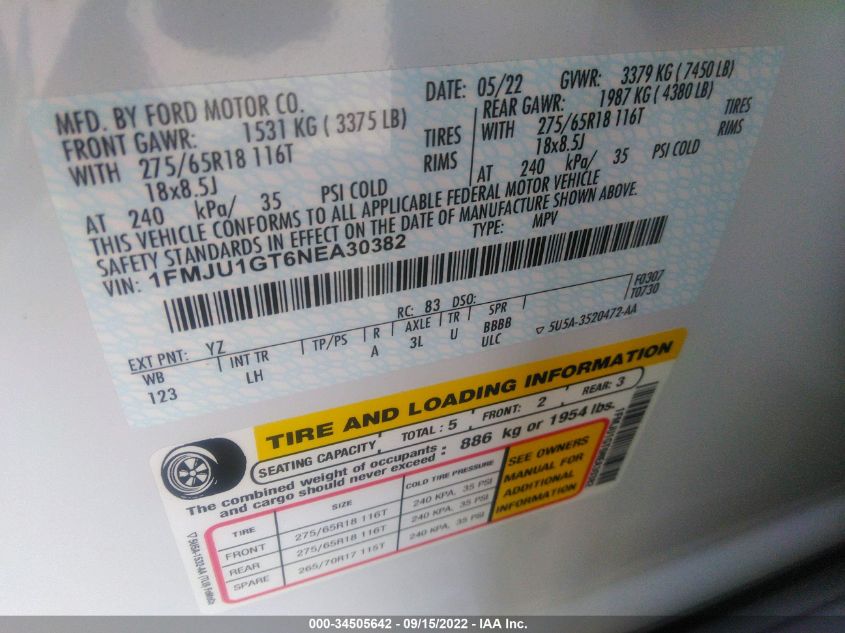 MFD. BY FORD MOTOR CO.
DATE: 05/22 GVWR: 3379 KG ( 7450 LB)
FRONT GAWR: 1531 KG ( 3375 LB)
REAR GAWR: 1987 KG ( 4380 LB)
WITH 275/65R18 116T TIRES
WITH 275/65R18 116T TIRES
18x8.5J RIMS
18x8.5J RIMS
AT 240 kPa/ 35 PSI COLD
AT 240 kPa/ 35 PSI COLD
THIS VEHICLE CONFORMS TO ALL APPLICABLE FEDERAL MOTOR VEHICLE
SAFETY STANDARDS IN EFFECT ON THE DATE OF MANUFACTURE SHOWN ABOVE.
VIN: 1FMJU1GT6NEA30382 TYPE: MPV
F0307
T0730
EXT PNT: YZ RC: 83 DSO:
WB INT TR TP/PS R AXLE TR SPR
123 LH A 3L U BBBB
ULC
▽ 5U5A-3520472-AA
TIRE AND LOADING INFORMATION
SEATING CAPACITY TOTAL : 5 FRONT: 2 REAR: 3
The combined weight of occupants and cargo should never exceed : 886 kg or 1954 lbs.
TIRE SIZE COLD TIRE PRESSURE
FRONT 275/65R18 116T 240 KPA, 35 PSI
REAR 275/65R18 116T 240 KPA, 35 PSI
SPARE 265/70R17 115T 240 KPA, 35 PSI
SEE OWNERS
MANUAL FOR
ADDITIONAL
INFORMATION
000-34505642 - 09/15/2022 - IAA Inc.